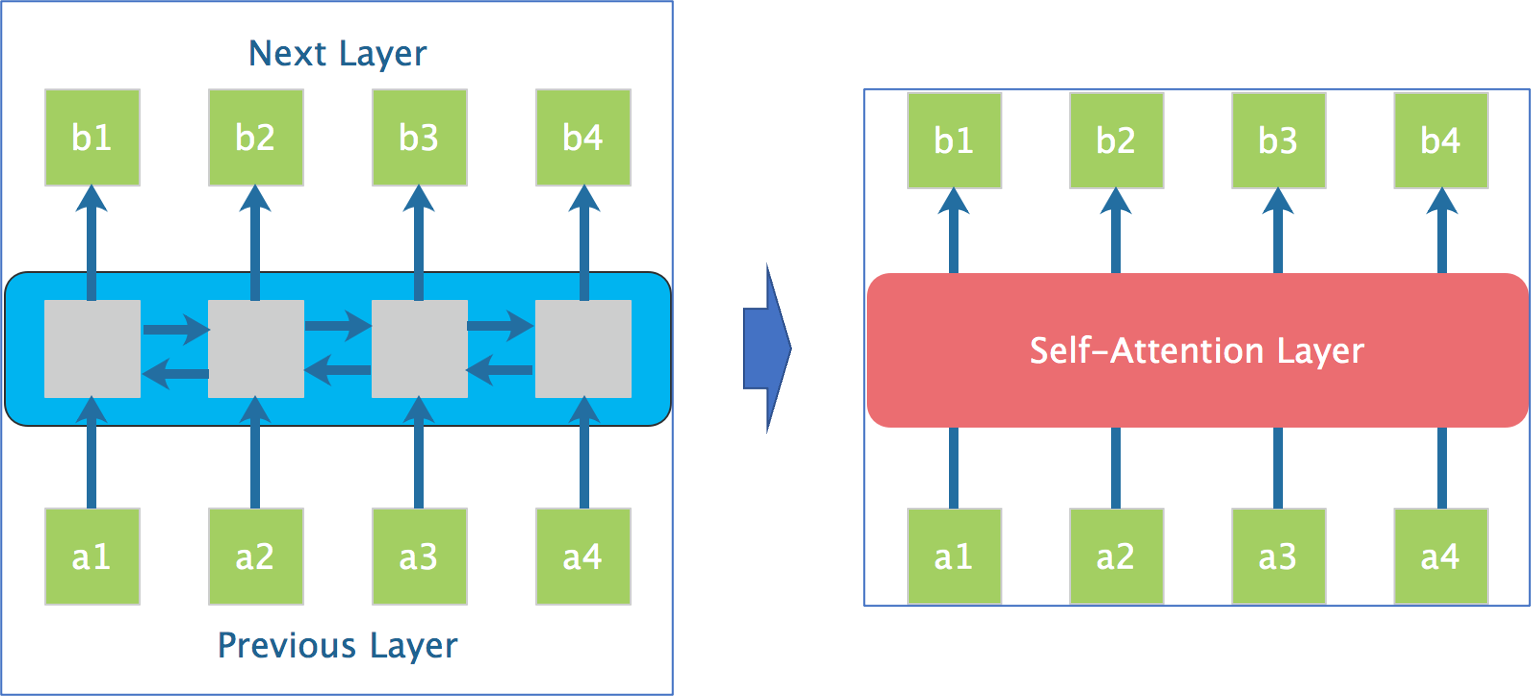 Next Layer
b1 b2 b3 b4
a1 a2 a3 a4
Previous Layer
b1 b2 b3 b4
Self-Attention Layer
a1 a2 a3 a4